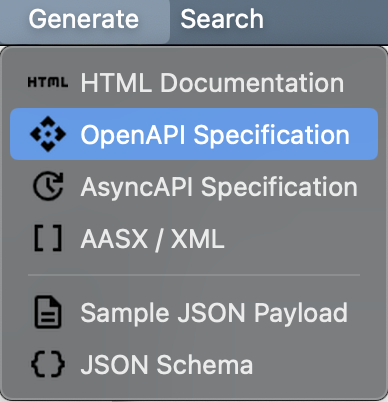 Generate Search
HTML HTML Documentation
OpenAPI Specification
AsyncAPI Specification
AASX / XML
Sample JSON Payload
JSON Schema